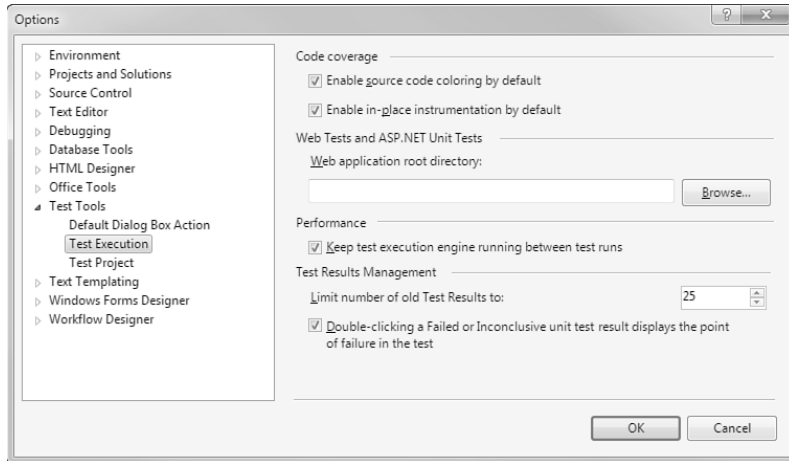 Options
Environment
Projects and Solutions
Source Control
Text Editor
Debugging
Database Tools
HTML Designer
Office Tools
Test Tools
Default Dialog Box Action
Test Execution
Test Project
Text Templating
Windows Forms Designer
Workflow Designer
Code coverage
Enable source code coloring by default
Enable in-place instrumentation by default
Web Tests and ASP.NET Unit Tests
Web application root directory:
Browse...
Performance
Keep test execution engine running between test runs
Test Results Management
Limit number of old Test Results to: 25
Double-clicking a Failed or Inconclusive unit test result displays the point
of failure in the test
OK Cancel